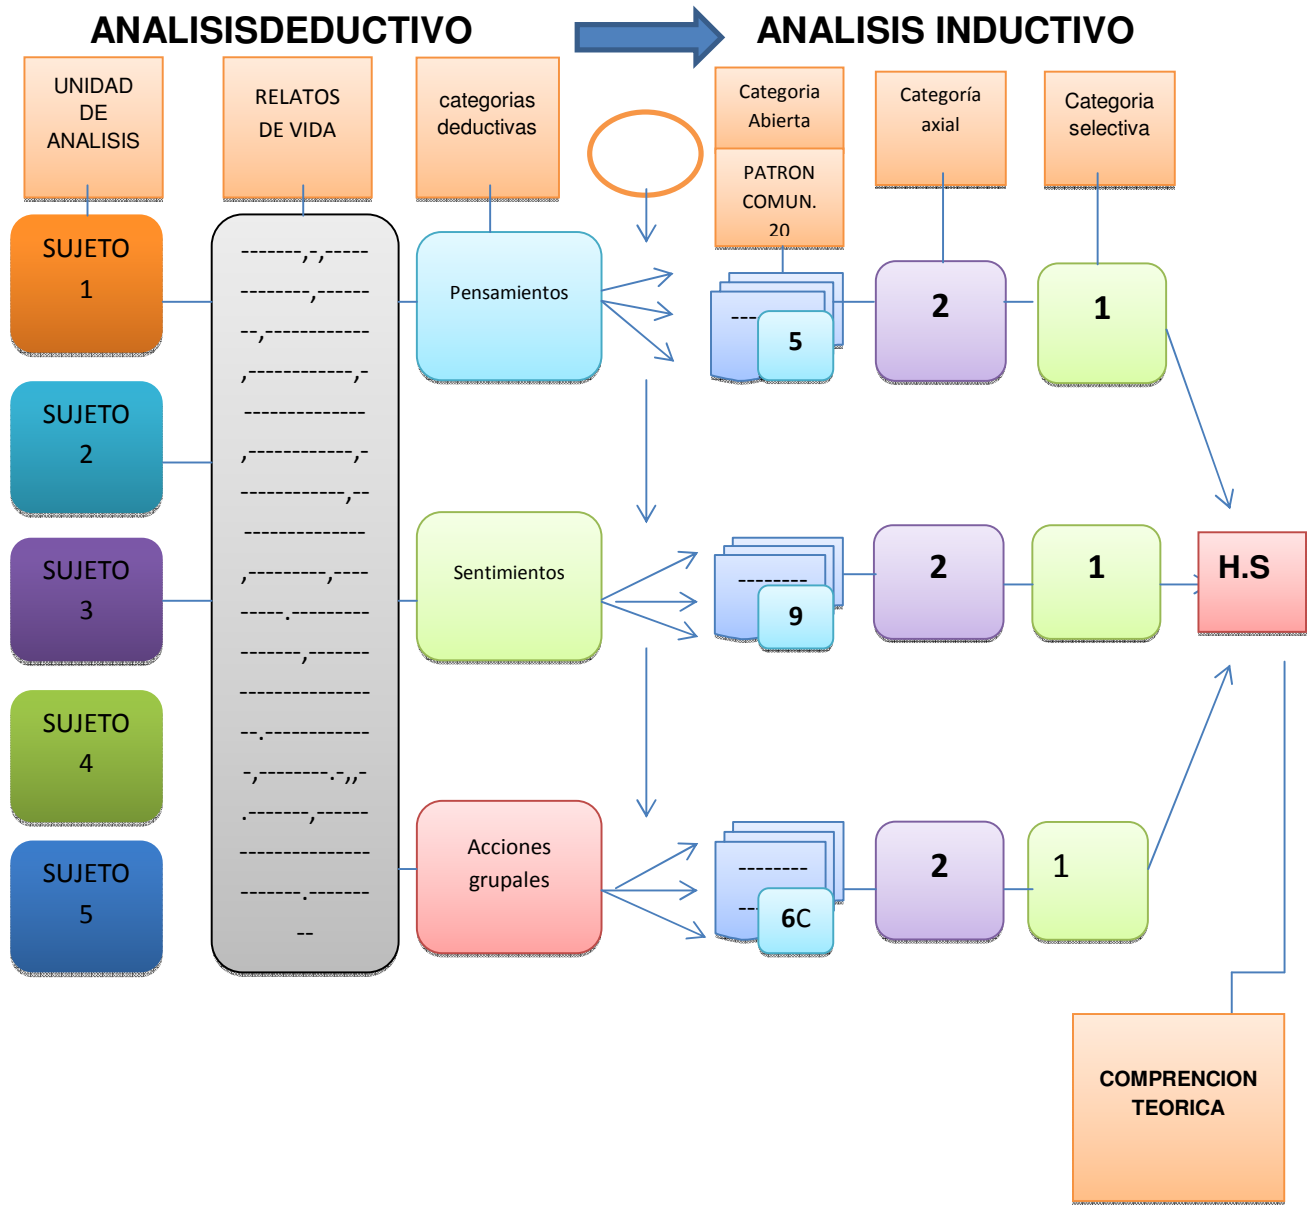 ANALISISDEDUCTIVO
ANALISIS INDUCTIVO
UNIDAD
DE
ANALISIS
RELATOS
DE VIDA
categorias
deductivas
Categoria
Abierta
PATRON
COMUN.
20
Categoría
axial
Categoria
selectiva
SUJETO
1
SUJETO
2
SUJETO
3
SUJETO
4
SUJETO
5
-------,-,-----
--------,------
--,------------
,------------,-
--------------
,------------,-
------------,--
--------------
,---------,----
-----.---------
-------,-------
---------------
--.------------
-,--------.-,,-
.-------,------
---------------
-------.-------
--
Pensamientos
----
5
2
1
Sentimientos
--------
9
2
1
H.S
Acciones
grupales
--------
---
6C
2
1
COMPRENCION
TEORICA